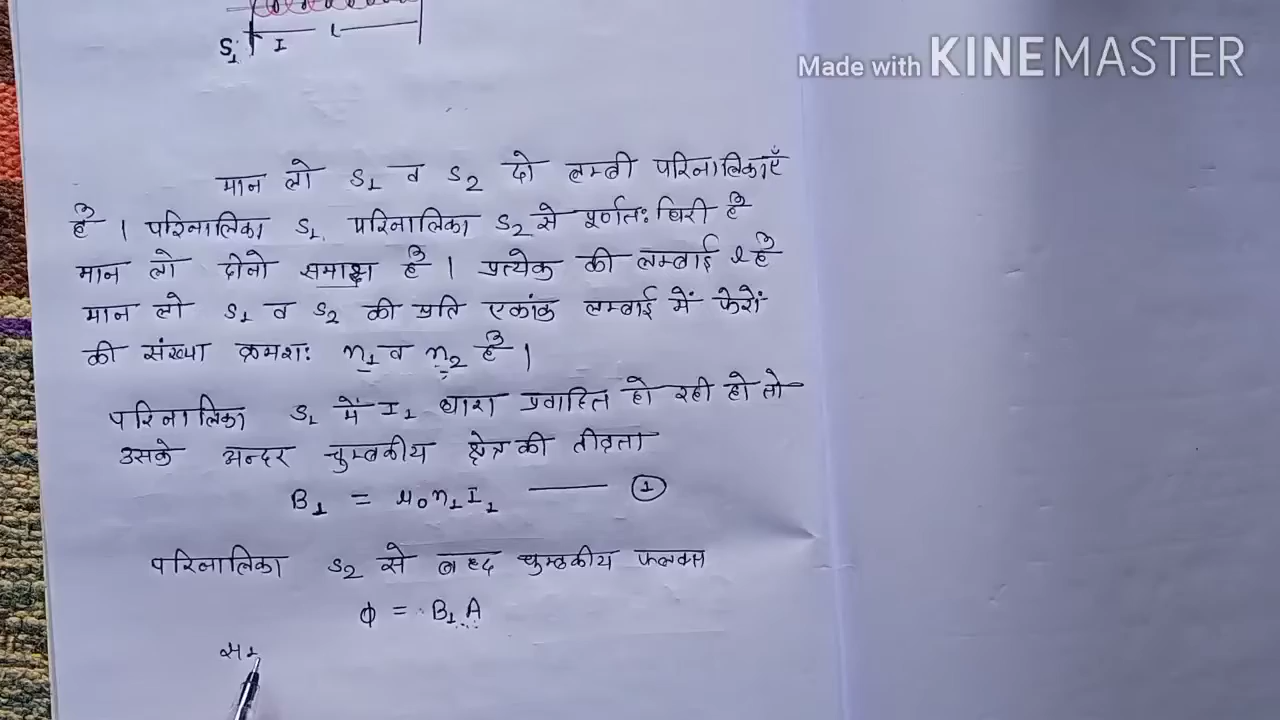 Made with KINEMASTER
S₁ I L
मान लो S₁ व S₂ दो लम्बी परिनालिकाएँ
है । परिनालिका S₁ परिनालिका S₂ से पूर्णतः घिरी है
मान लो दोनो समाक्ष है । प्रत्येक की लम्बाई l है
मान लो S₁ व S₂ की प्रति एकांक लम्बाई में फेरों
की संख्या क्रमशः n₁ व n₂ है ।
परिनालिका S₁ में I₁ धारा प्रवाहित हो रही हो तो
उसके अन्दर चुम्बकीय क्षेत्र की तीव्रता
B₁ = μ₀n₁I₁ —— ①
परिनालिका S₂ से बद्ध चुम्बकीय फलक्स
ϕ = B₁A